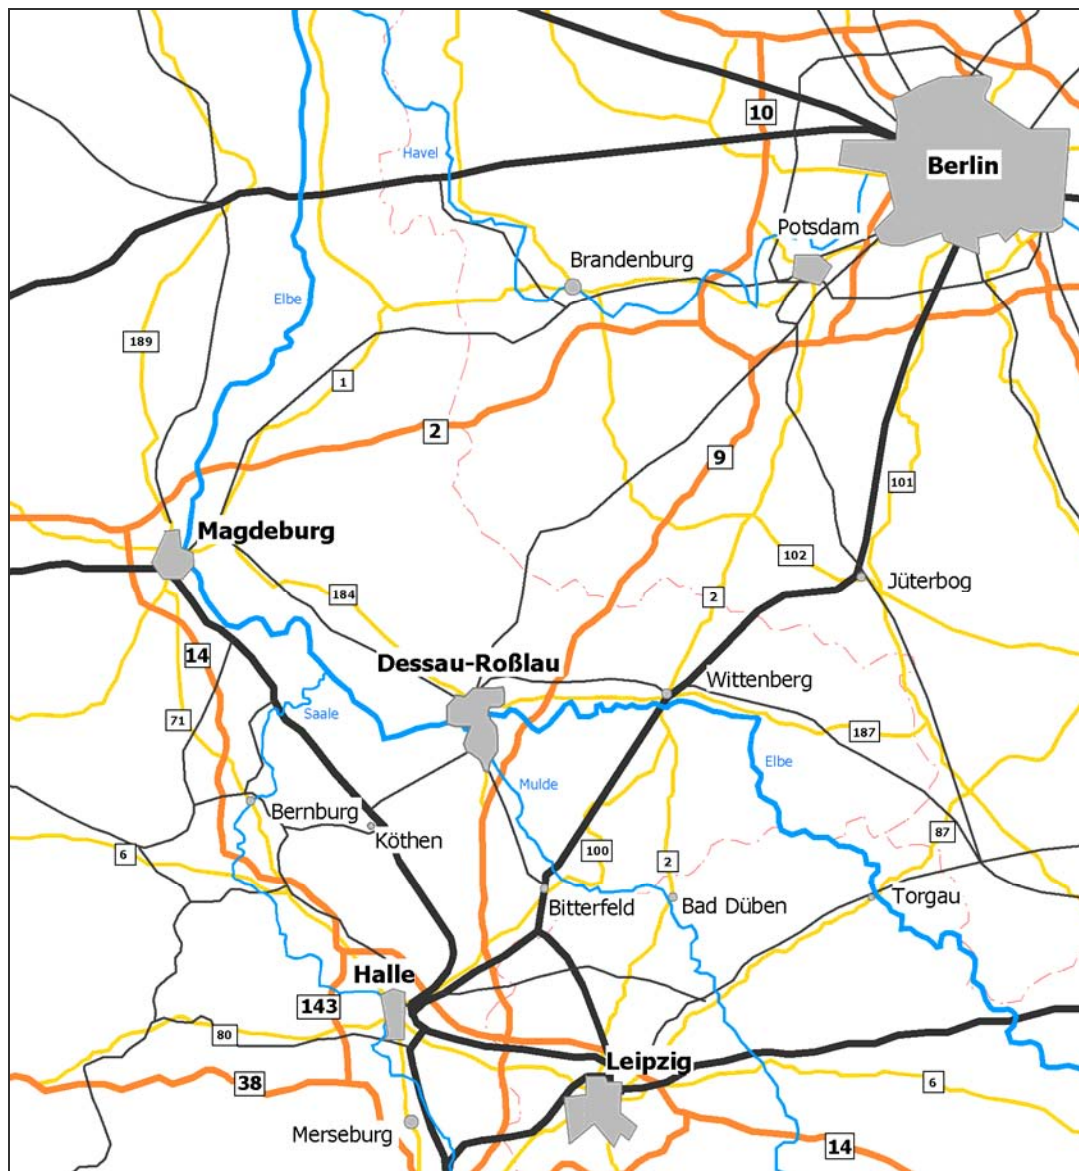 10
Havel
Berlin
Potsdam
Brandenburg
Elbe
189
1
2
9
101
Magdeburg
102
Jüterbog
184
2
14
Dessau-Roßlau
Wittenberg
Saale
71
187
Elbe
Mulde
Bernburg
Köthen
87
6
100
2
Bitterfeld
Bad Düben
Torgau
Halle
143
80
Leipzig
38
6
Merseburg
14